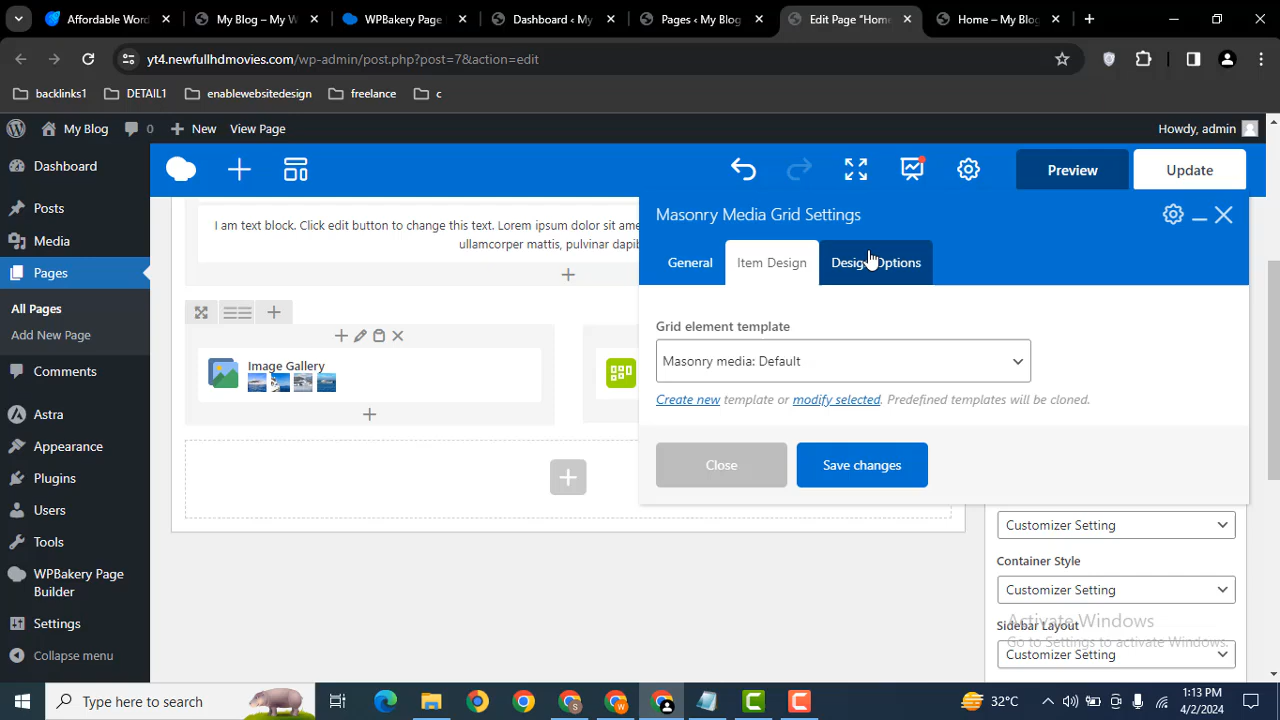 Affordable Word
My Blog – My W
WPBakery Page
Dashboard ‹ My
Pages ‹ My Blog
Edit Page "Home
Home – My Blog
yt4.newfullhdmovies.com/wp-admin/post.php?post=7&action=edit
backlinks1
DETAIL1
enablewebsitedesign
freelance
c
My Blog
0
New
View Page
Howdy, admin
Dashboard
Posts
Media
Pages
All Pages
Add New Page
Comments
Astra
Appearance
Plugins
Users
Tools
WPBakery Page
Builder
Settings
Collapse menu
Preview
Update
I am text block. Click edit button to change this text. Lorem ipsum dolor sit
ullamcorper mattis, pulvinar dapib
Image Gallery
Masonry Media Grid Settings
General
Item Design
Design Options
Grid element template
Masonry media: Default
Create new template or modify selected. Predefined templates will be cloned.
Close
Save changes
Customizer Setting
Container Style
Customizer Setting
Sidebar Layout
Customizer Setting
Activate Windows
Go to Settings to activate Windows.
Type here to search
32°C
1:13 PM
4/2/2024